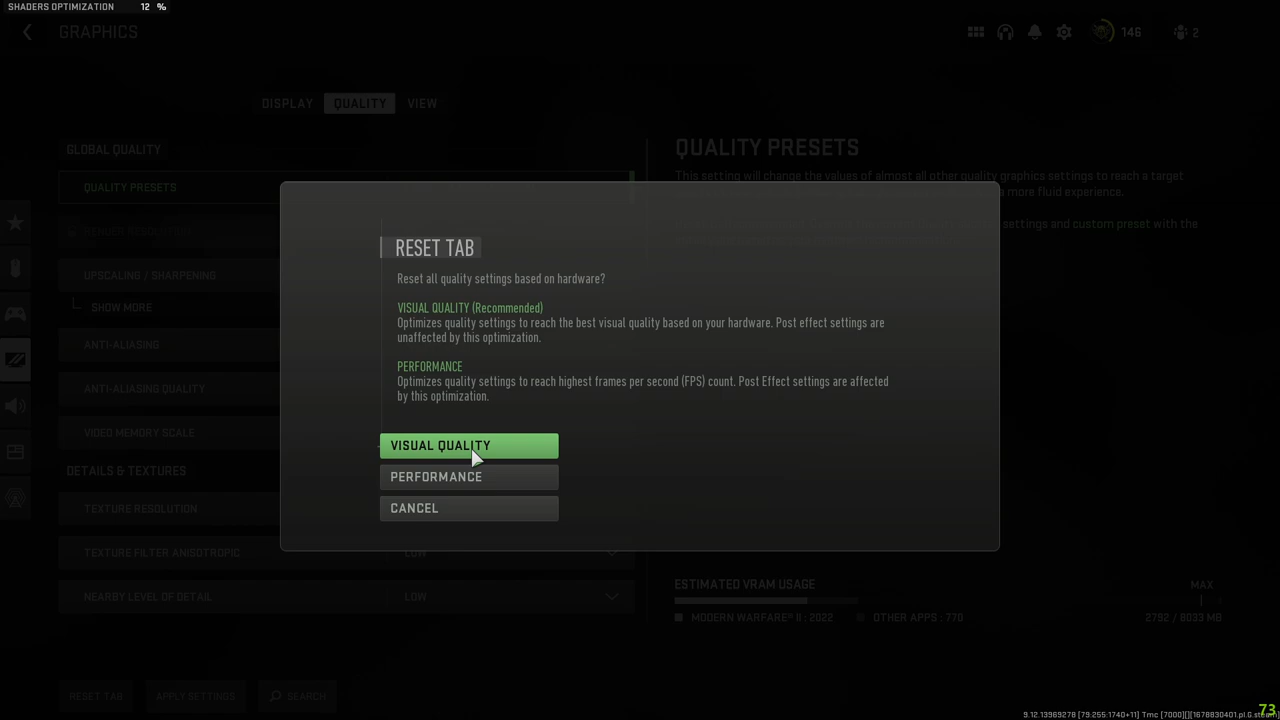 SHADERS OPTIMIZATION 12 %
GRAPHICS
146
2
DISPLAY QUALITY VIEW
GLOBAL QUALITY
QUALITY PRESETS
QUALITY PRESETS
This setting will change the values of almost all other quality graphics settings to reach a target
a more fluid experience.
settings and custom preset with the
RENDER RESOLUTION
UPSCALING / SHARPENING
SHOW MORE
ANTI-ALIASING
ANTI-ALIASING QUALITY
VIDEO MEMORY SCALE
DETAILS & TEXTURES
TEXTURE RESOLUTION
TEXTURE FILTER ANISOTROPIC LOW
NEARBY LEVEL OF DETAIL LOW
RESET TAB
Reset all quality settings based on hardware?
VISUAL QUALITY (Recommended)
Optimizes quality settings to reach the best visual quality based on your hardware. Post effect settings are
unaffected by this optimization.
PERFORMANCE
Optimizes quality settings to reach highest frames per second (FPS) count. Post Effect settings are affected
by this optimization.
VISUAL QUALITY
PERFORMANCE
CANCEL
ESTIMATED VRAM USAGE MAX
MODERN WARFARE® II : 2022 OTHER APPS : 770 2792 / 8033 MB
RESET TAB APPLY SETTINGS SEARCH
73